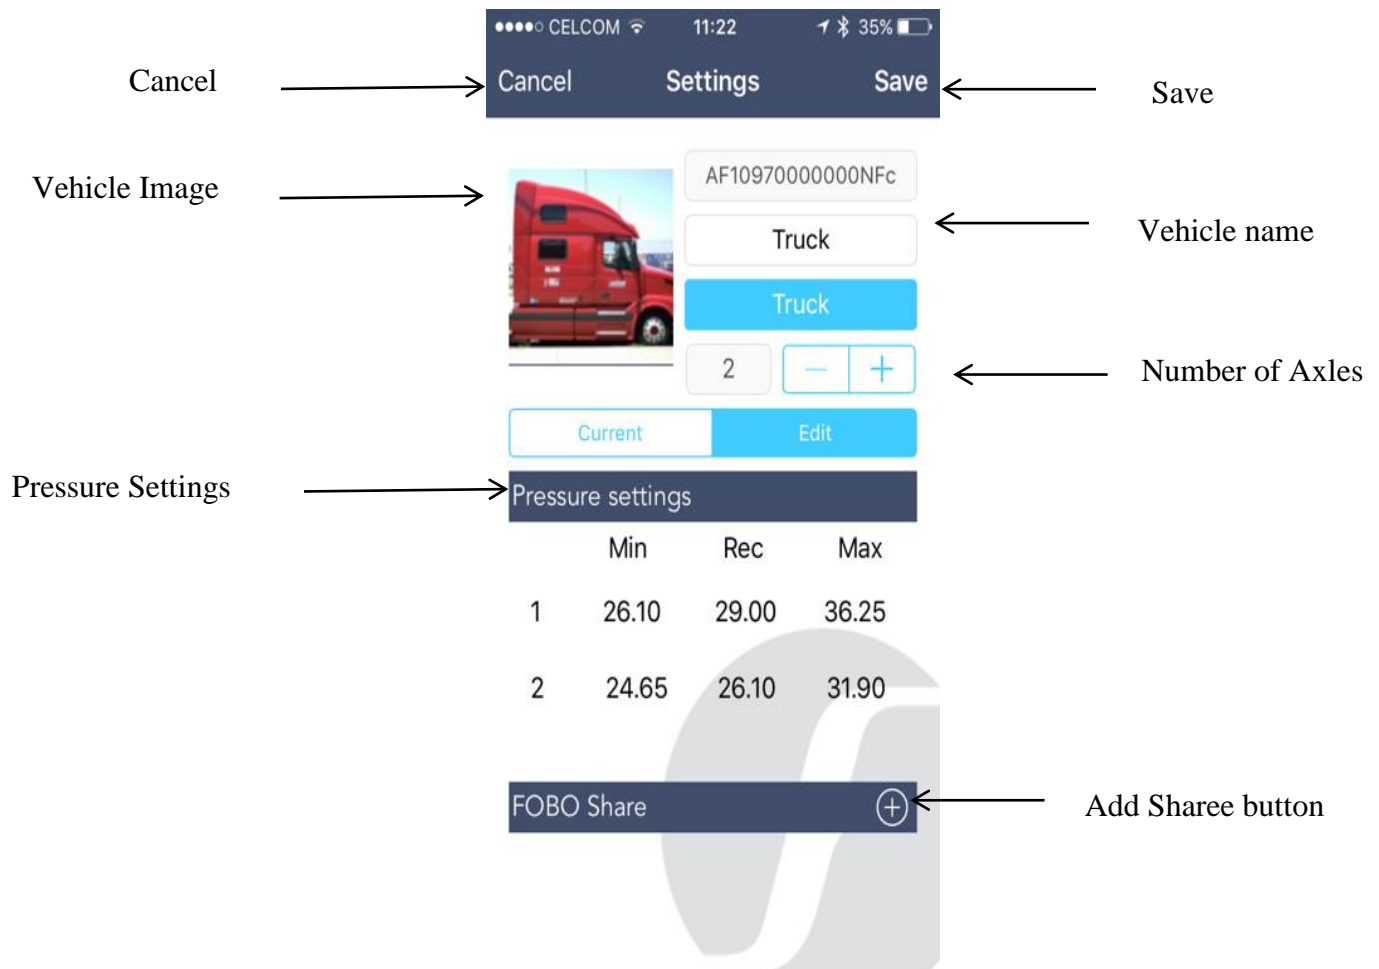 CELCOM 11:22 35%
Cancel Cancel Settings Save Save
AF10970000000NFc
Vehicle Image
Truck Vehicle name
Truck
2 − + Number of Axles
Current Edit
Pressure Settings Pressure settings
Min Rec Max
1 26.10 29.00 36.25
2 24.65 26.10 31.90
FOBO Share + Add Sharee button